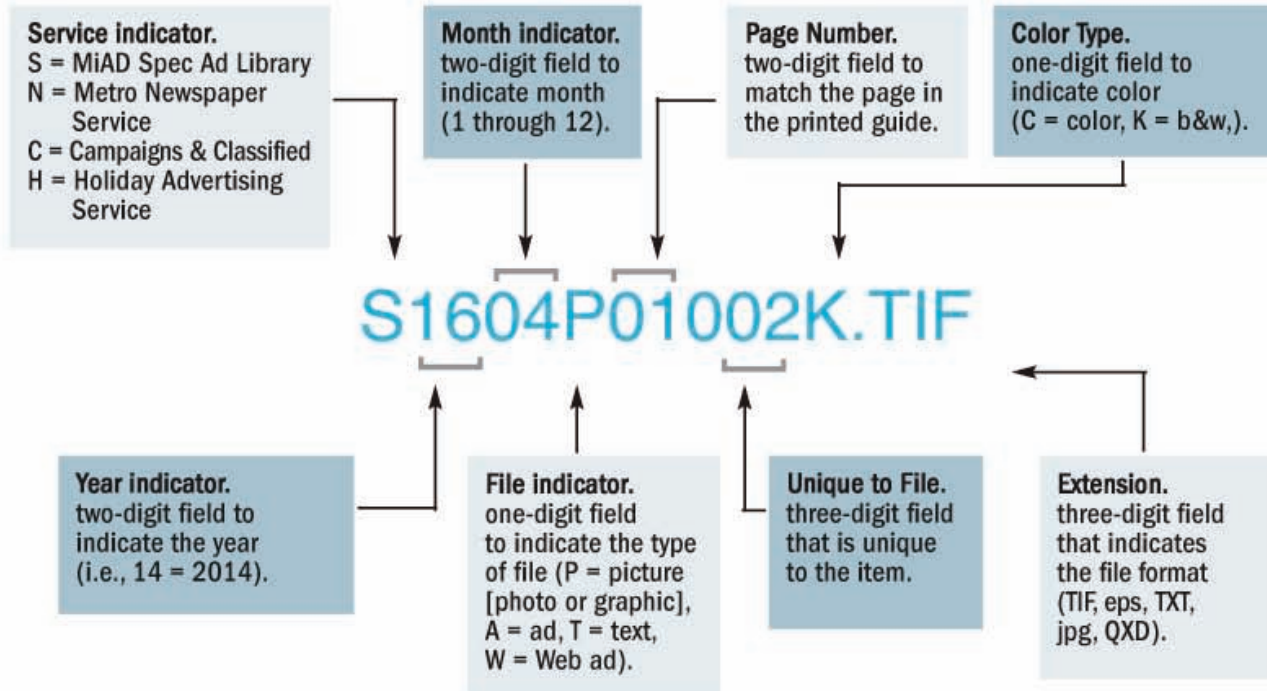 Service indicator.
S = MiAD Spec Ad Library
N = Metro Newspaper
Service
C = Campaigns & Classified
H = Holiday Advertising
Service
Month indicator.
two-digit field to
indicate month
(1 through 12).
Page Number.
two-digit field to
match the page in
the printed guide.
Color Type.
one-digit field to
indicate color
(C = color, K = b&w,).
S1604P01002K.TIF
Year indicator.
two-digit field to
indicate the year
(i.e., 14 = 2014).
File indicator.
one-digit field
to indicate the type
of file (P = picture
[photo or graphic],
A = ad, T = text,
W = Web ad).
Unique to File.
three-digit field
that is unique
to the item.
Extension.
three-digit field
that indicates
the file format
(TIF, eps, TXT,
jpg, QXD).